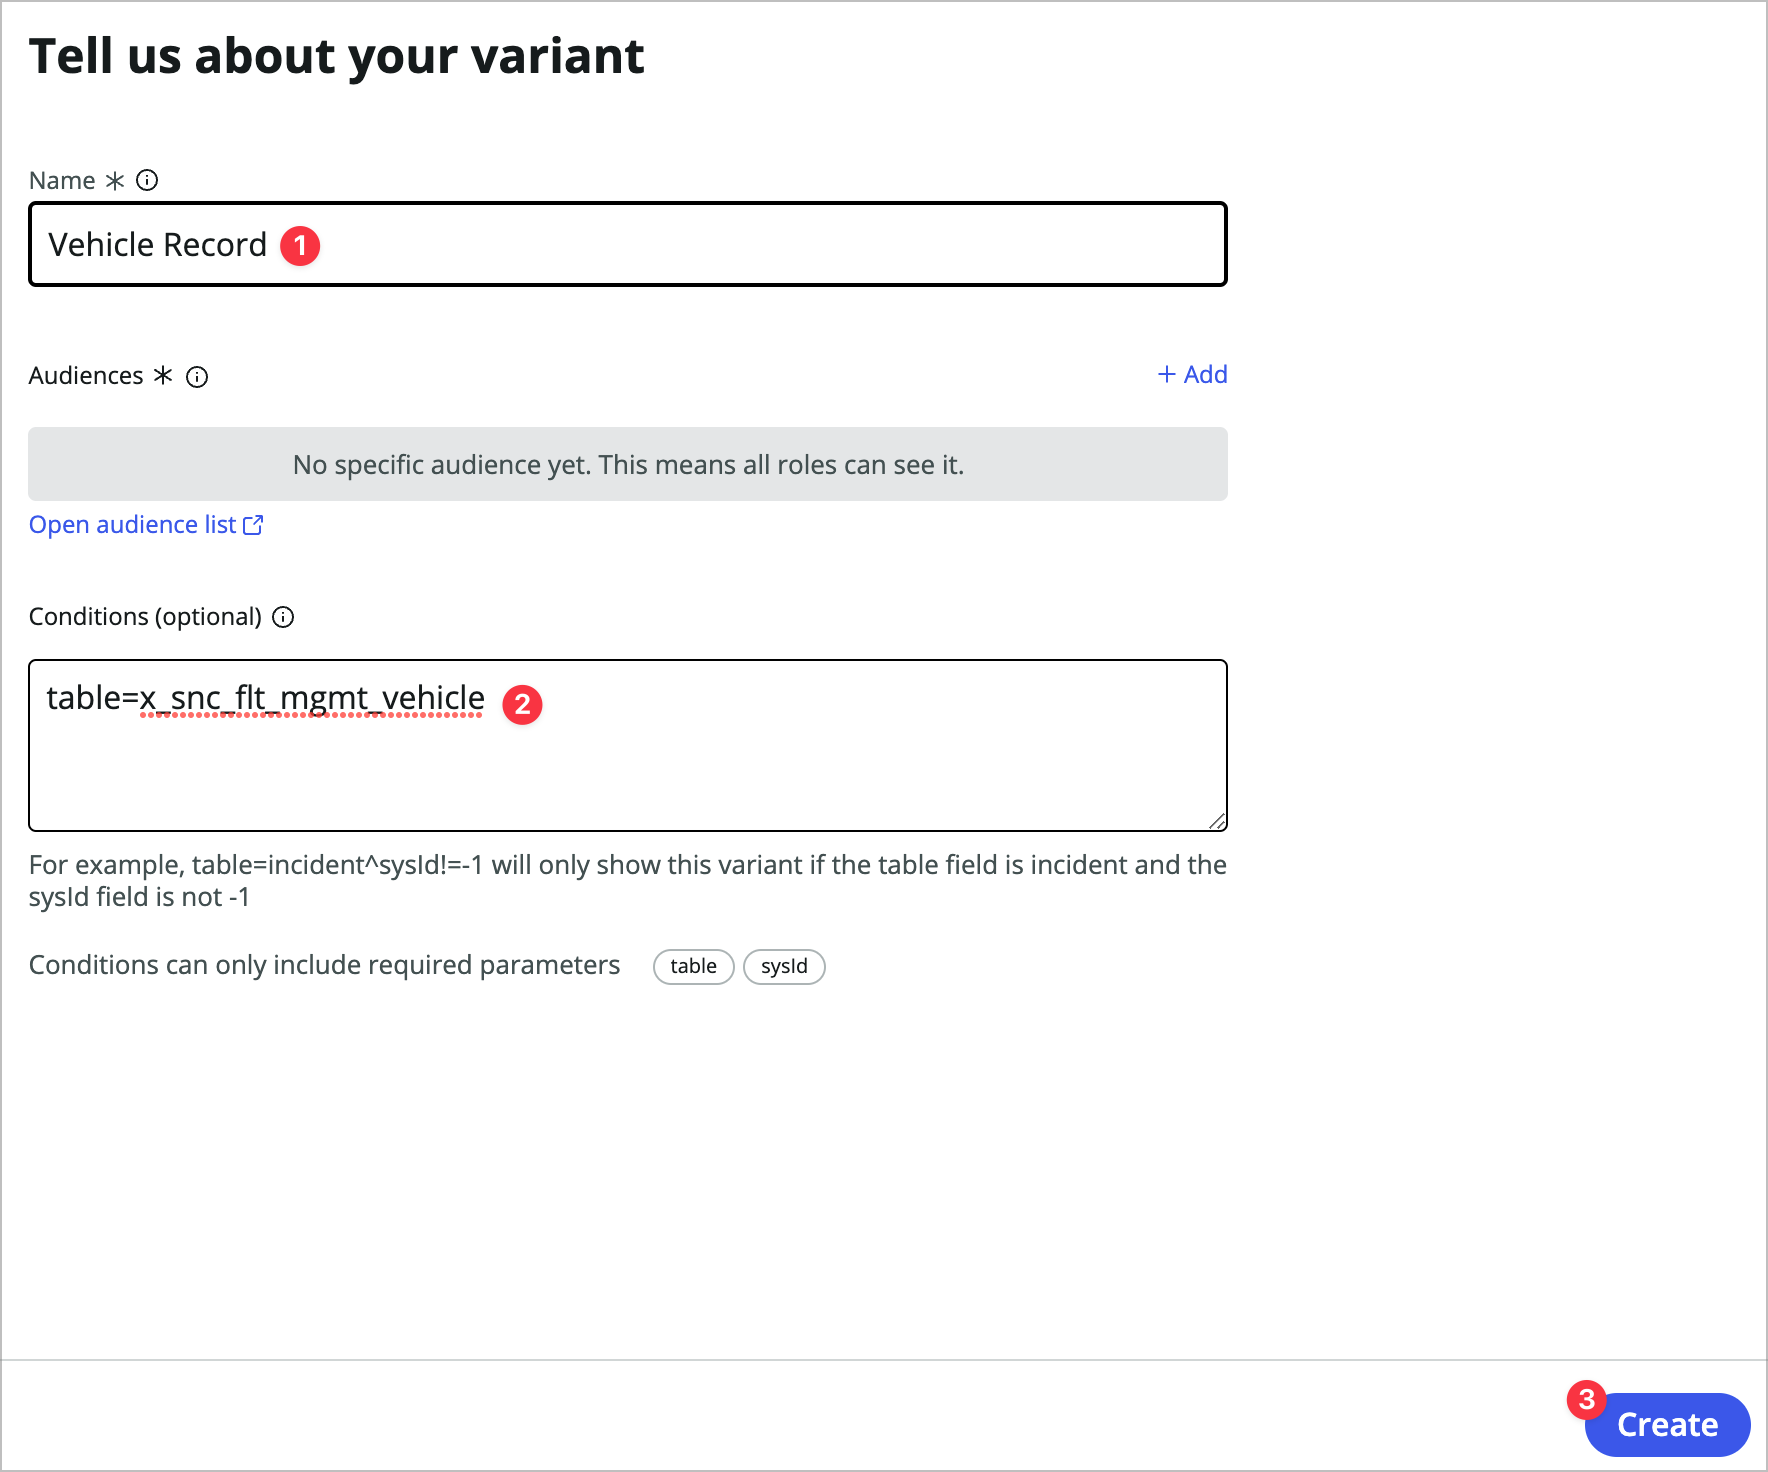 Tell us about your variant
Name *
Vehicle Record 1
Audiences *
+ Add
No specific audience yet. This means all roles can see it.
Open audience list
Conditions (optional)
table=x_snc_flt_mgmt_vehicle 2
For example, table=incident^sysId!=-1 will only show this variant if the table field is incident and the
sysId field is not -1
Conditions can only include required parameters table sysId
3 Create